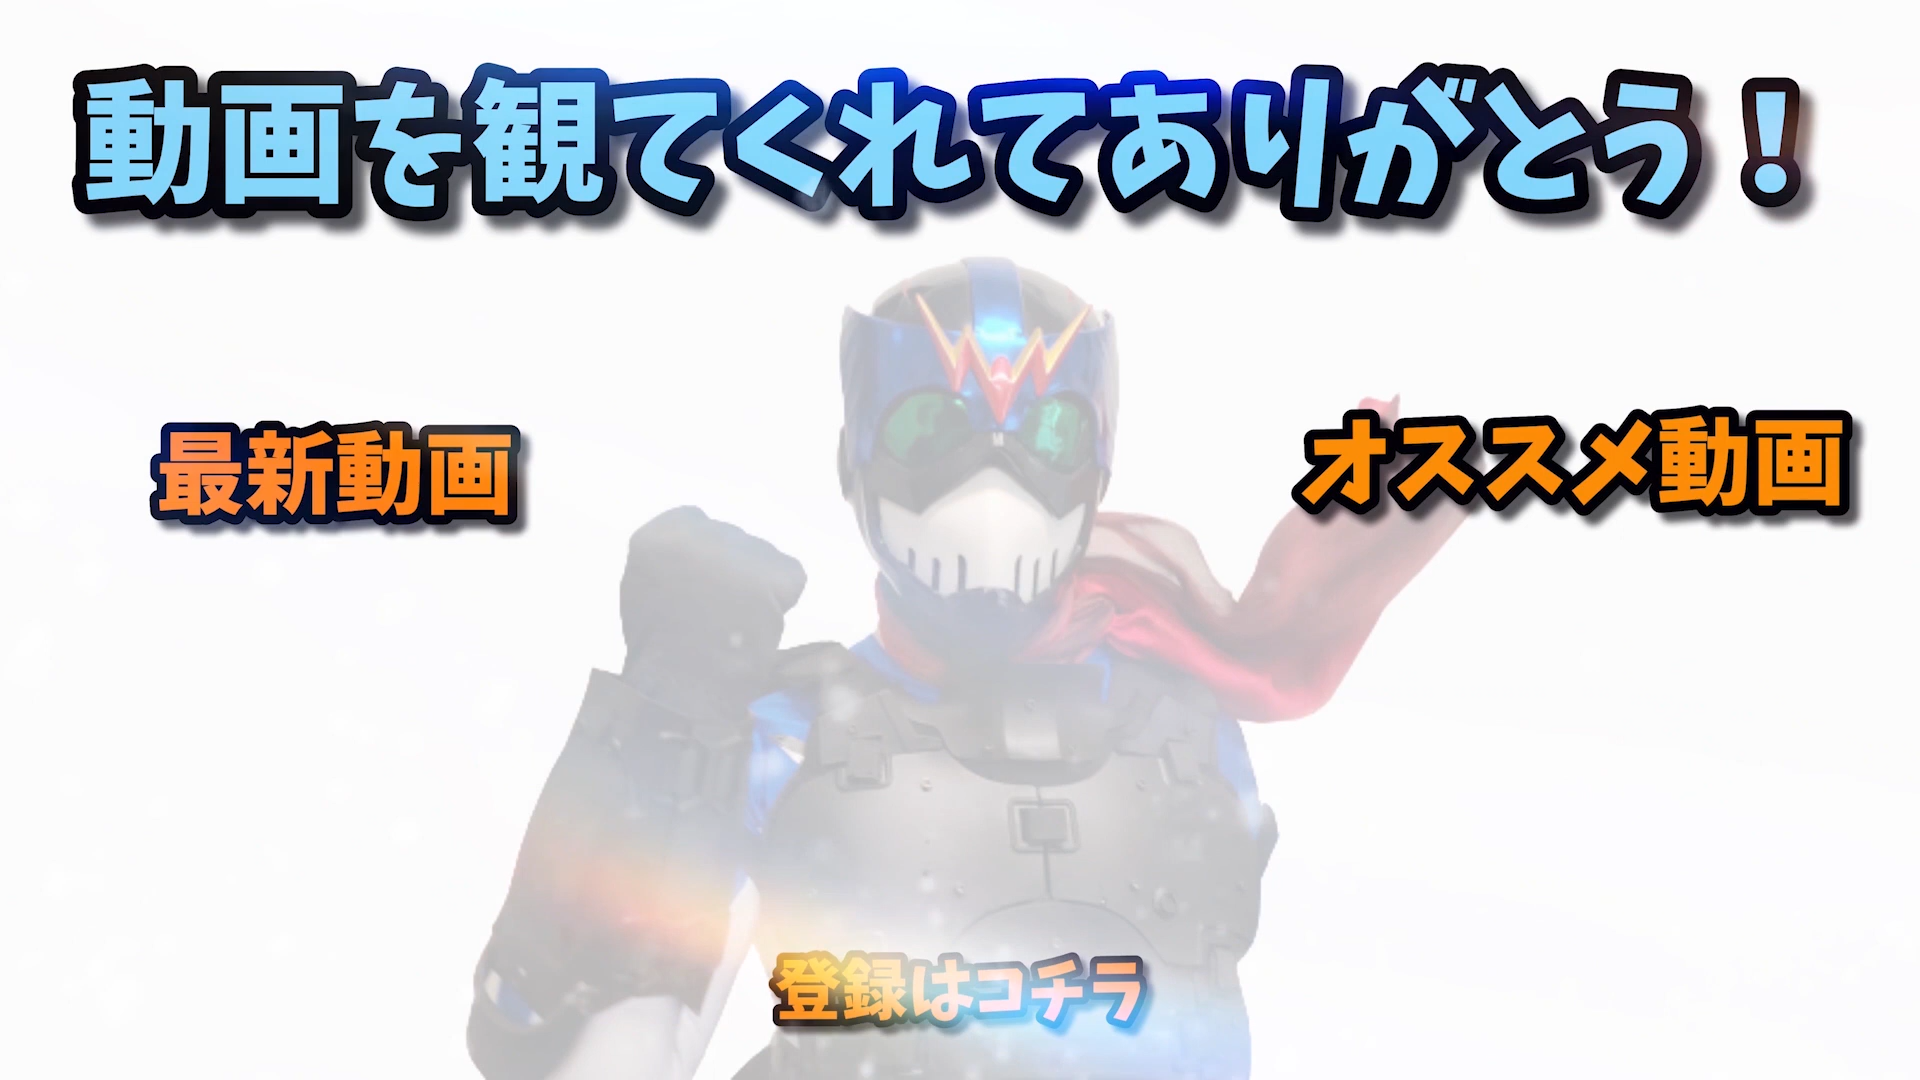 動画を観てくれてありがとう！
最新動画
オススメ動画
登録はコチラ